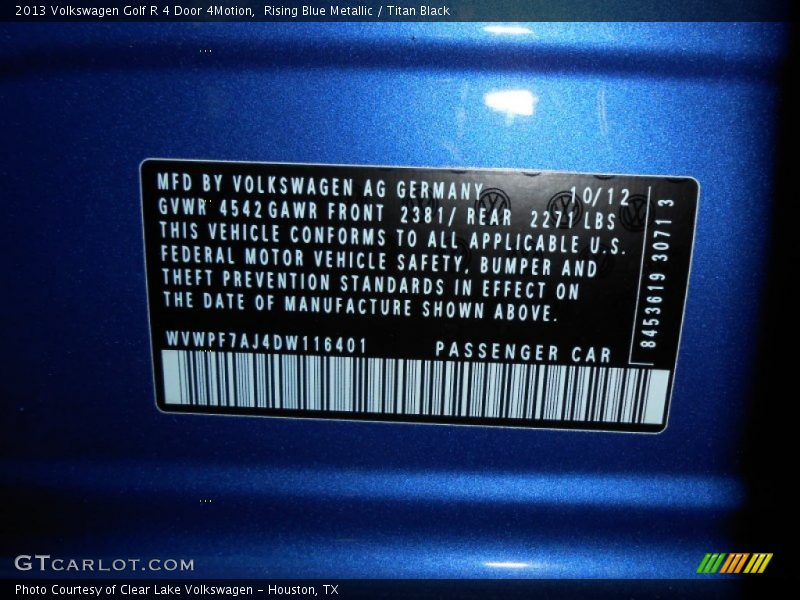 2013 Volkswagen Golf R 4 Door 4Motion,  Rising Blue Metallic / Titan Black
MFD BY VOLKSWAGEN AG GERMANY 10/12
GVWR 4542 GAWR FRONT 2381/ REAR 2271 LBS
THIS VEHICLE CONFORMS TO ALL APPLICABLE U.S.
FEDERAL MOTOR VEHICLE SAFETY, BUMPER AND
THEFT PREVENTION STANDARDS IN EFFECT ON
THE DATE OF MANUFACTURE SHOWN ABOVE.
WVWPF7AJ4DW116401 PASSENGER CAR
8453619 30713
GTCARLOT.COM
Photo Courtesy of Clear Lake Volkswagen – Houston, TX